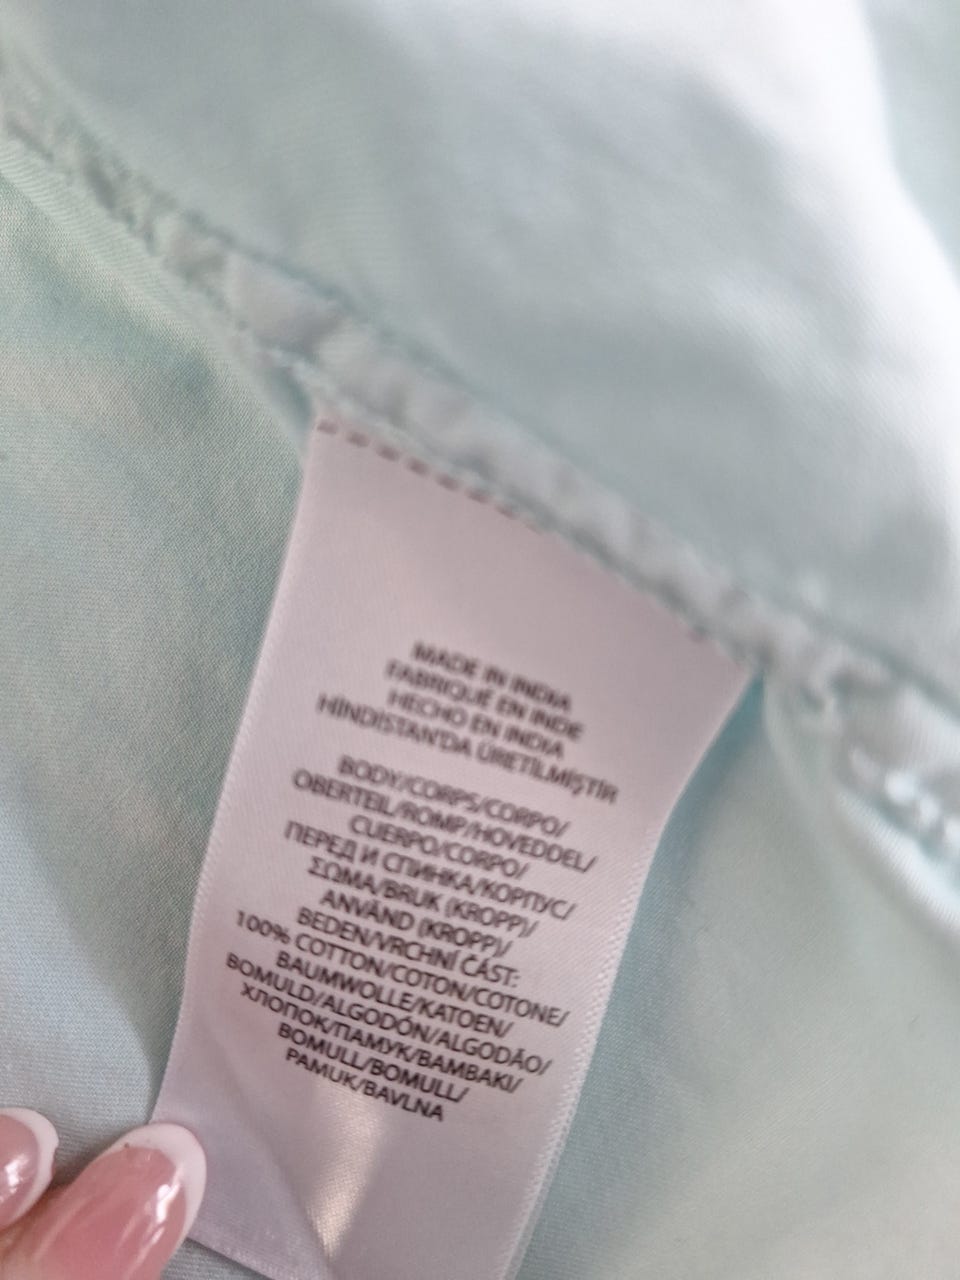 MADE IN INDIA
FABRIQUÉ EN INDE
HECHO EN INDIA
HİNDİSTAN'DA ÜRETİLMİŞTİR
BODY/CORPS/CORPO/
OBERTEIL/ROMP/HOVEDDEL/
CUERPO/CORPO/
ПЕРЕД И СПИНКА/КОРПУС/
ΣΩΜΑ/BRUK (KROPP)/
ANVÄND (KROPP)/
BEDEN/VRCHNÍ ČÁST:
100% COTTON/COTON/COTONE/
BAUMWOLLE/KATOEN/
BOMULD/ALGODÓN/ALGODÃO/
ХЛОПОК/ПАМУК/ΒΑΜΒΑΚΙ/
BOMULL/BOMULL/
PAMUK/BAVLNA